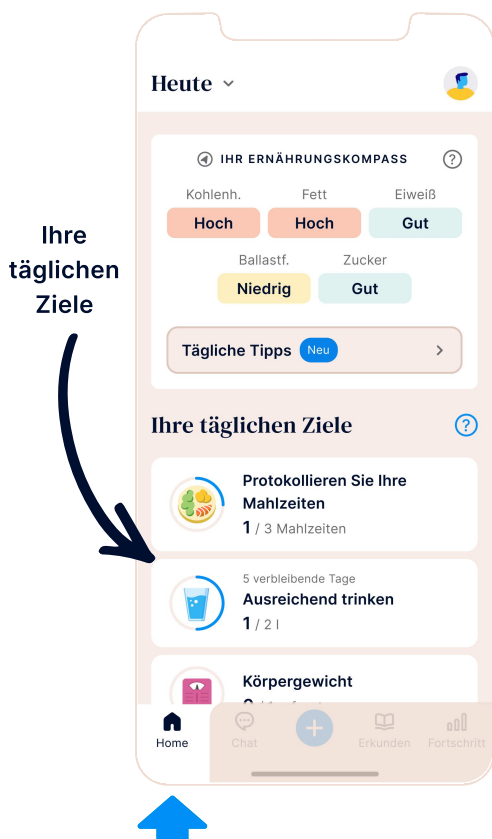 Heute
IHR ERNÄHRUNGSKOMPASS ?
Kohlenh. Fett Eiweiß
Hoch Hoch Gut
Ballastf. Zucker
Niedrig Gut
Tägliche Tipps Neu
Ihre
täglichen
Ziele
Ihre täglichen Ziele ?
Protokollieren Sie Ihre
Mahlzeiten
1 / 3 Mahlzeiten
5 verbleibende Tage
Ausreichend trinken
1 / 2 l
Körpergewicht
Home Chat Erkunden Fortschritt